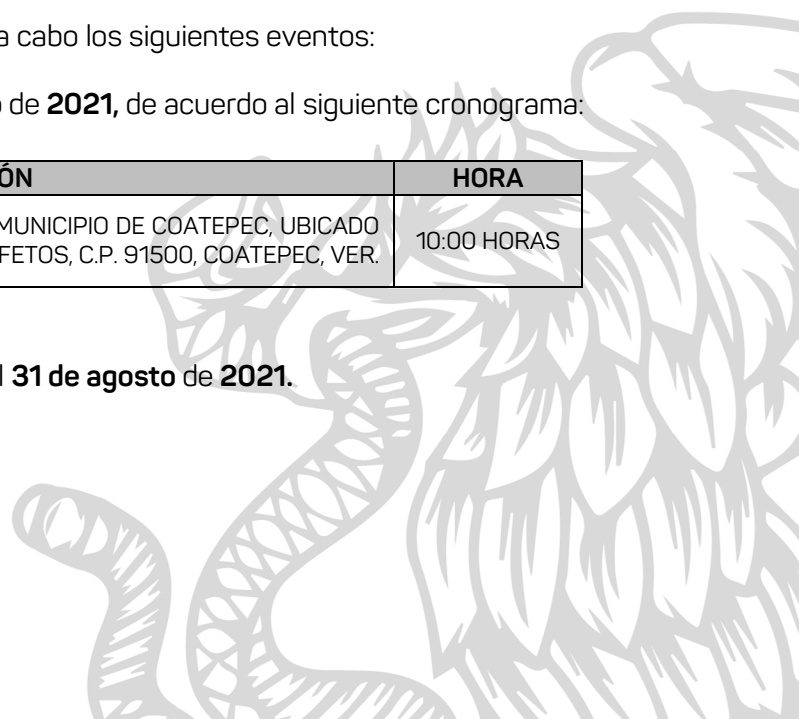 a cabo los siguientes eventos:
o de 2021, de acuerdo al siguiente cronograma:
ÓN HORA
MUNICIPIO DE COATEPEC, UBICADO
FETOS, C.P. 91500, COATEPEC, VER. 10:00 HORAS
31 de agosto de 2021.